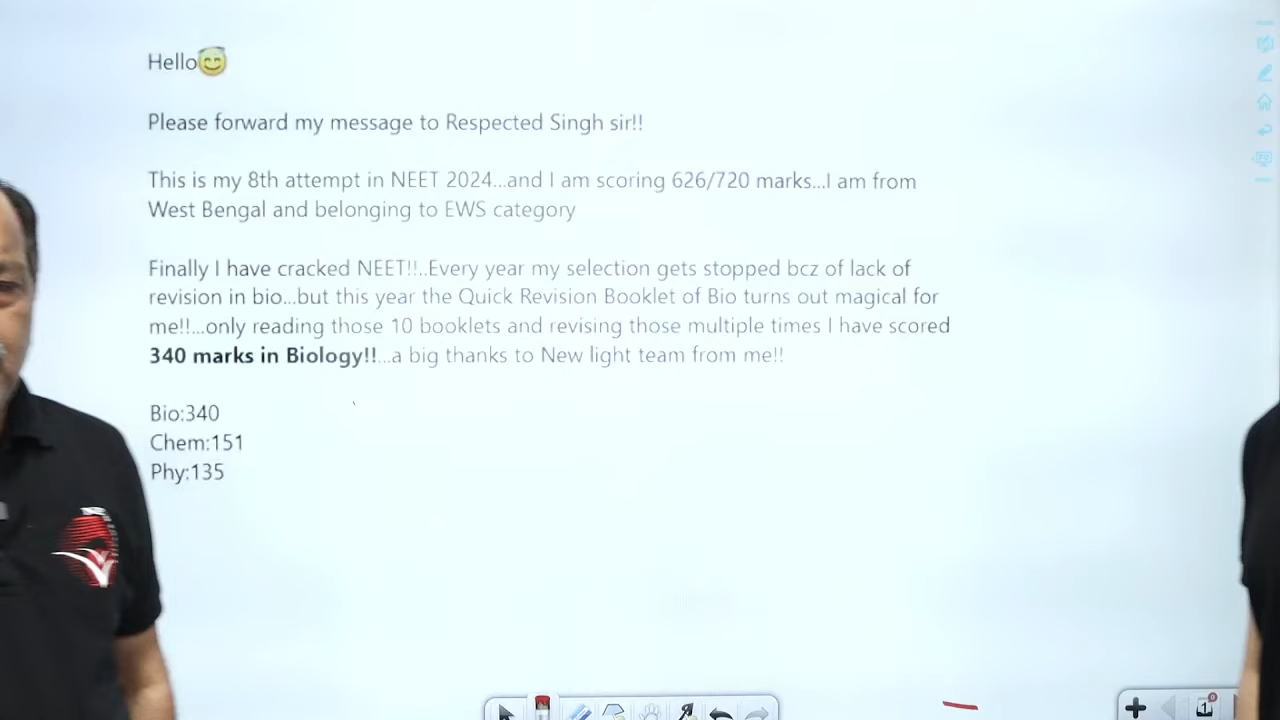 Hello😇
Please forward my message to Respected Singh sir!!
This is my 8th attempt in NEET 2024...and I am scoring 626/720 marks...I am from
West Bengal and belonging to EWS category
Finally I have cracked NEET!!..Every year my selection gets stopped bcz of lack of
revision in bio...but this year the Quick Revision Booklet of Bio turns out magical for
me!!...only reading those 10 booklets and revising those multiple times I have scored
340 marks in Biology!!...a big thanks to New light team from me!!
Bio:340
Chem:151
Phy:135
1